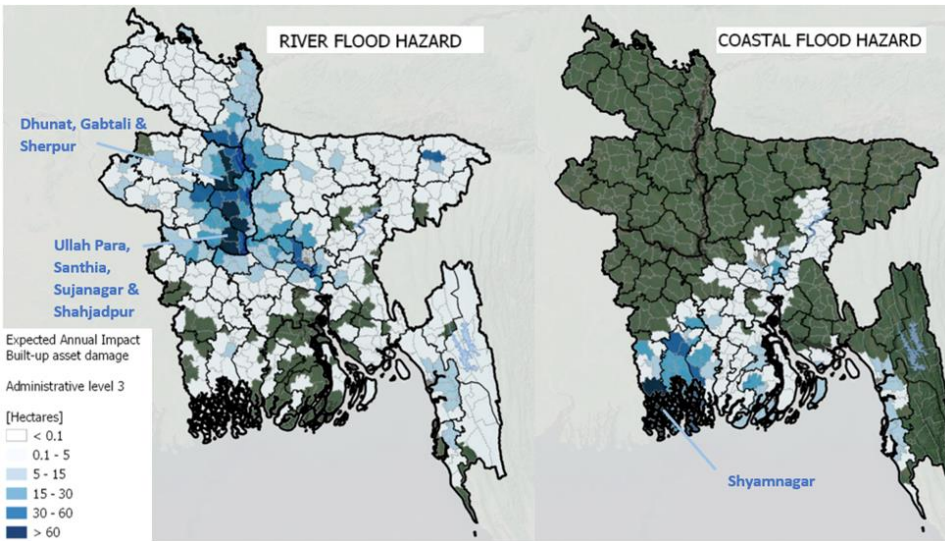 RIVER FLOOD HAZARD
COASTAL FLOOD HAZARD
Dhunat, Gabtali &
Sherpur
Ullah Para,
Santhia,
Sujanagar &
Shahjadpur
Shyamnagar
Expected Annual Impact
Built-up asset damage
Administrative level 3
[Hectares]
< 0.1
0.1 - 5
5 - 15
15 - 30
30 - 60
> 60